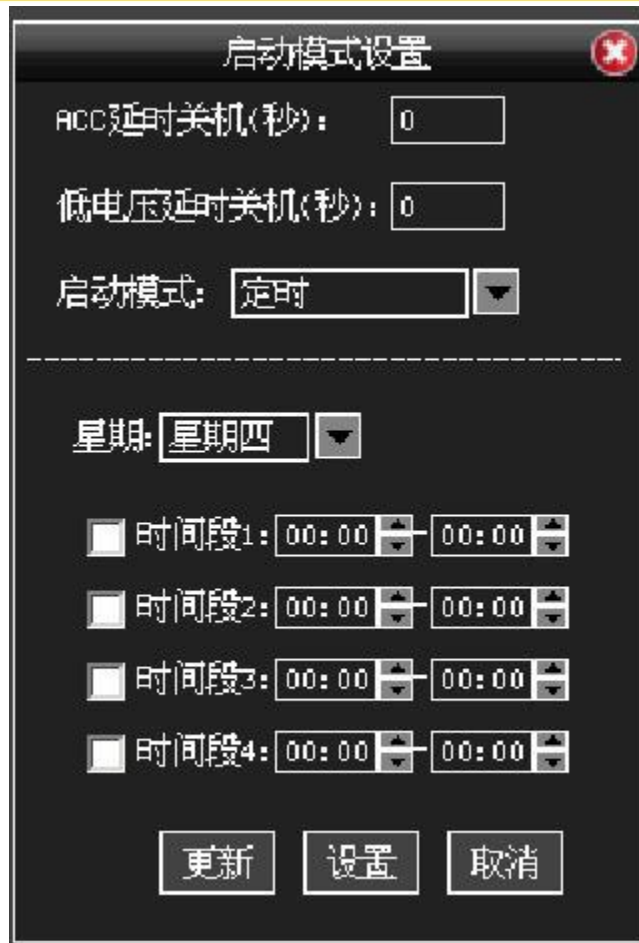 启动模式设置
ACC延时关机(秒): 0
低电压延时关机(秒): 0
启动模式: 定时
星期: 星期四
时间段1: 00:00 - 00:00
时间段2: 00:00 - 00:00
时间段3: 00:00 - 00:00
时间段4: 00:00 - 00:00
更新 设置 取消